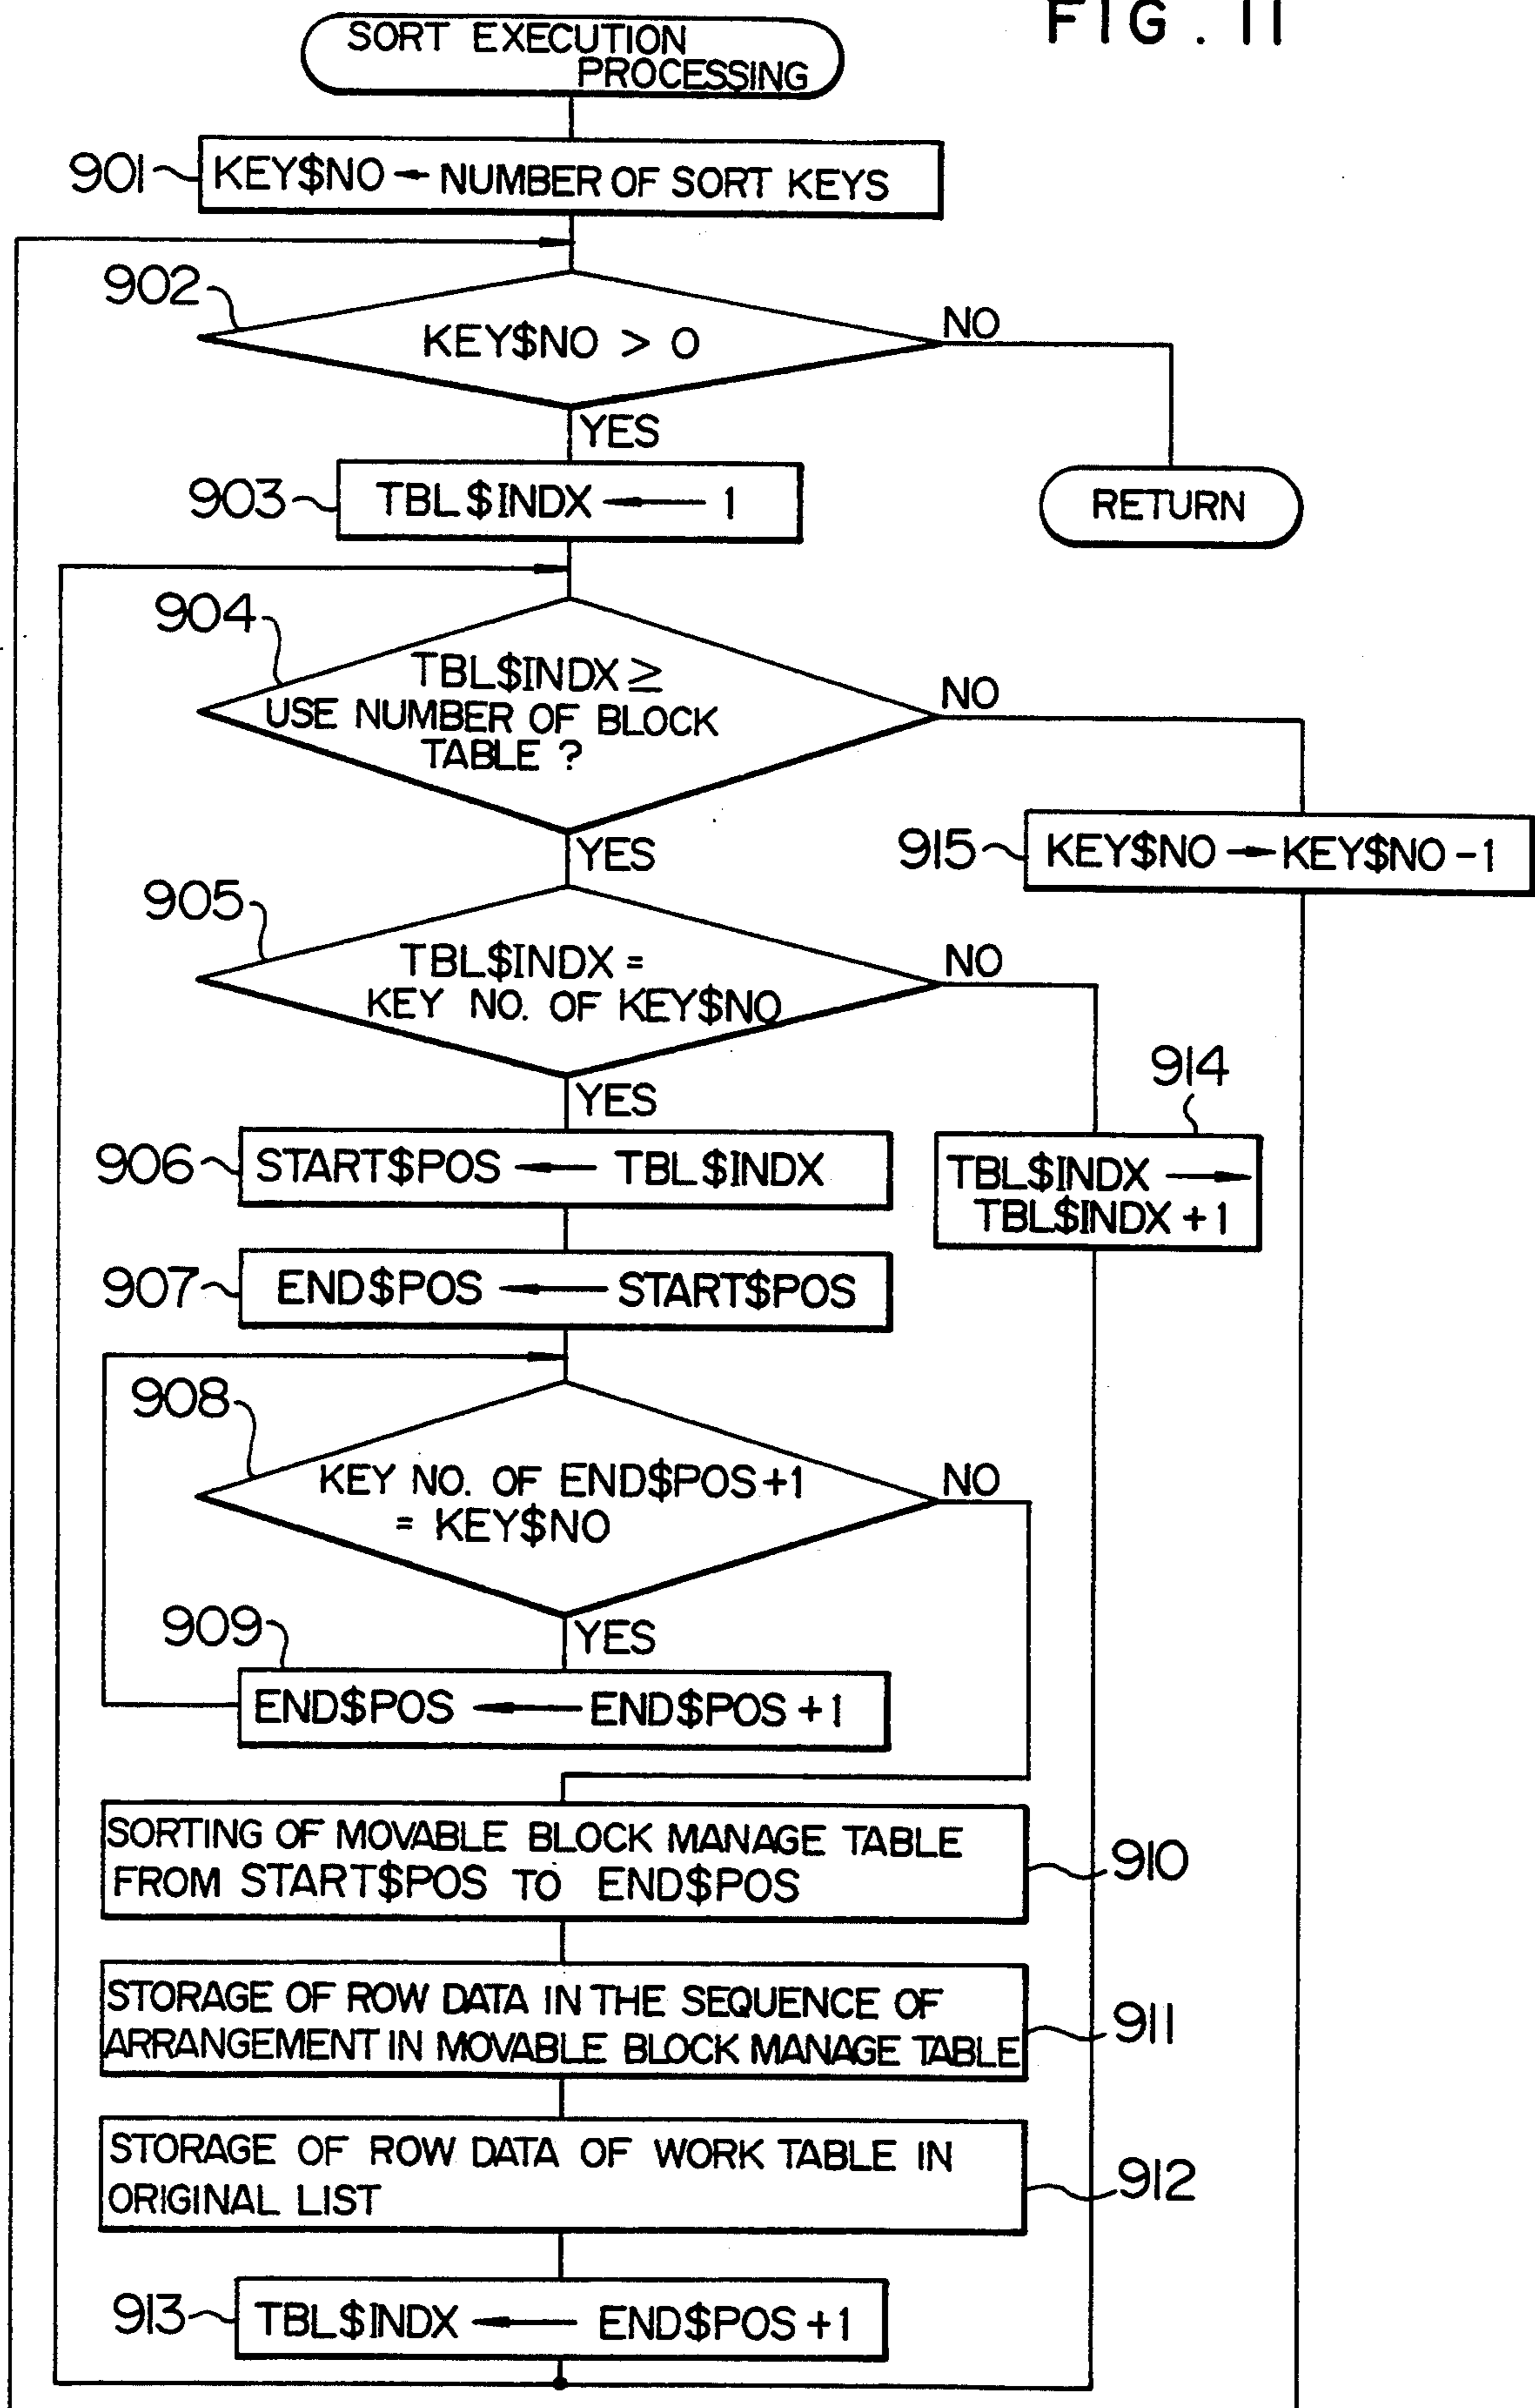 FIG. 11
SORT EXECUTION
PROCESSING
901
KEY$NO ← NUMBER OF SORT KEYS
902
KEY$NO > 0
NO
YES
903
TBL$INDX ← 1
RETURN
904
TBL$INDX ≥
USE NUMBER OF BLOCK
TABLE ?
NO
YES
915
KEY$NO → KEY$NO-1
905
TBL$INDX =
KEY NO. OF KEY$NO
NO
YES
914
906
START$POS ← TBL$INDX
TBL$INDX →
TBL$INDX+1
907
END$POS ← START$POS
908
KEY NO. OF END$POS+1
= KEY$NO
NO
YES
909
END$POS ← END$POS+1
SORTING OF MOVABLE BLOCK MANAGE TABLE
FROM START$POS TO END$POS
910
STORAGE OF ROW DATA IN THE SEQUENCE OF
ARRANGEMENT IN MOVABLE BLOCK MANAGE TABLE
911
STORAGE OF ROW DATA OF WORK TABLE IN
ORIGINAL LIST
912
913
TBL$INDX ← END$POS+1